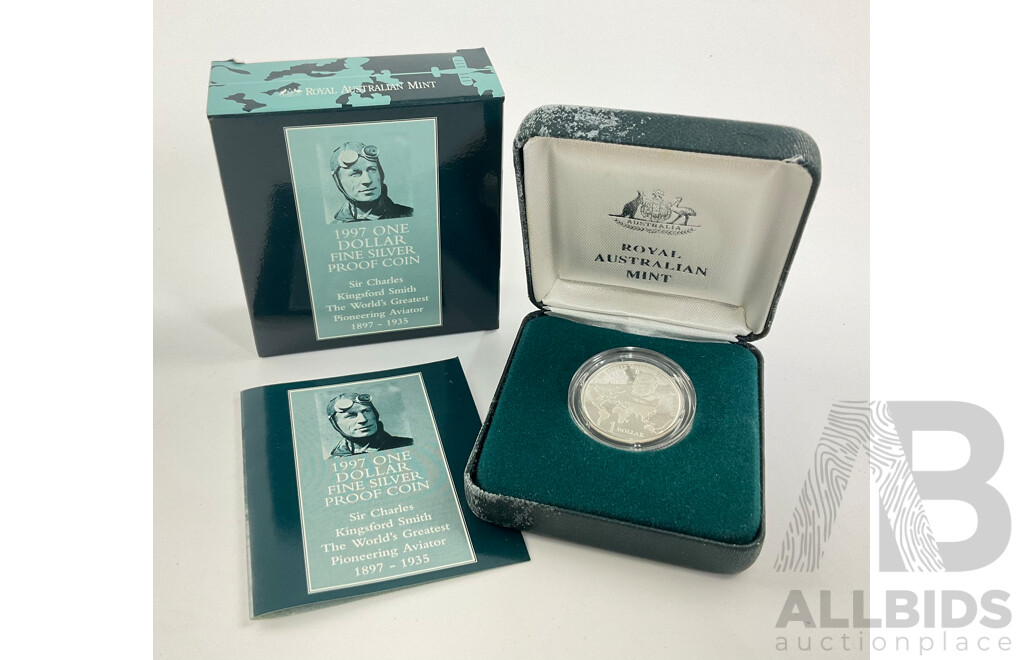 ROYAL AUSTRALIAN MINT
1997 ONE
DOLLAR
FINE SILVER
PROOF COIN
Sir Charles
Kingsford Smith
The World's Greatest
Pioneering Aviator
1897 - 1935
AUSTRALIA
ROYAL
AUSTRALIAN
MINT
1 DOLLAR
1997 ONE
DOLLAR
FINE SILVER
PROOF COIN
Sir Charles
Kingsford Smith
The World's Greatest
Pioneering Aviator
1897 - 1935
AB
ALLBIDS
auctionplace